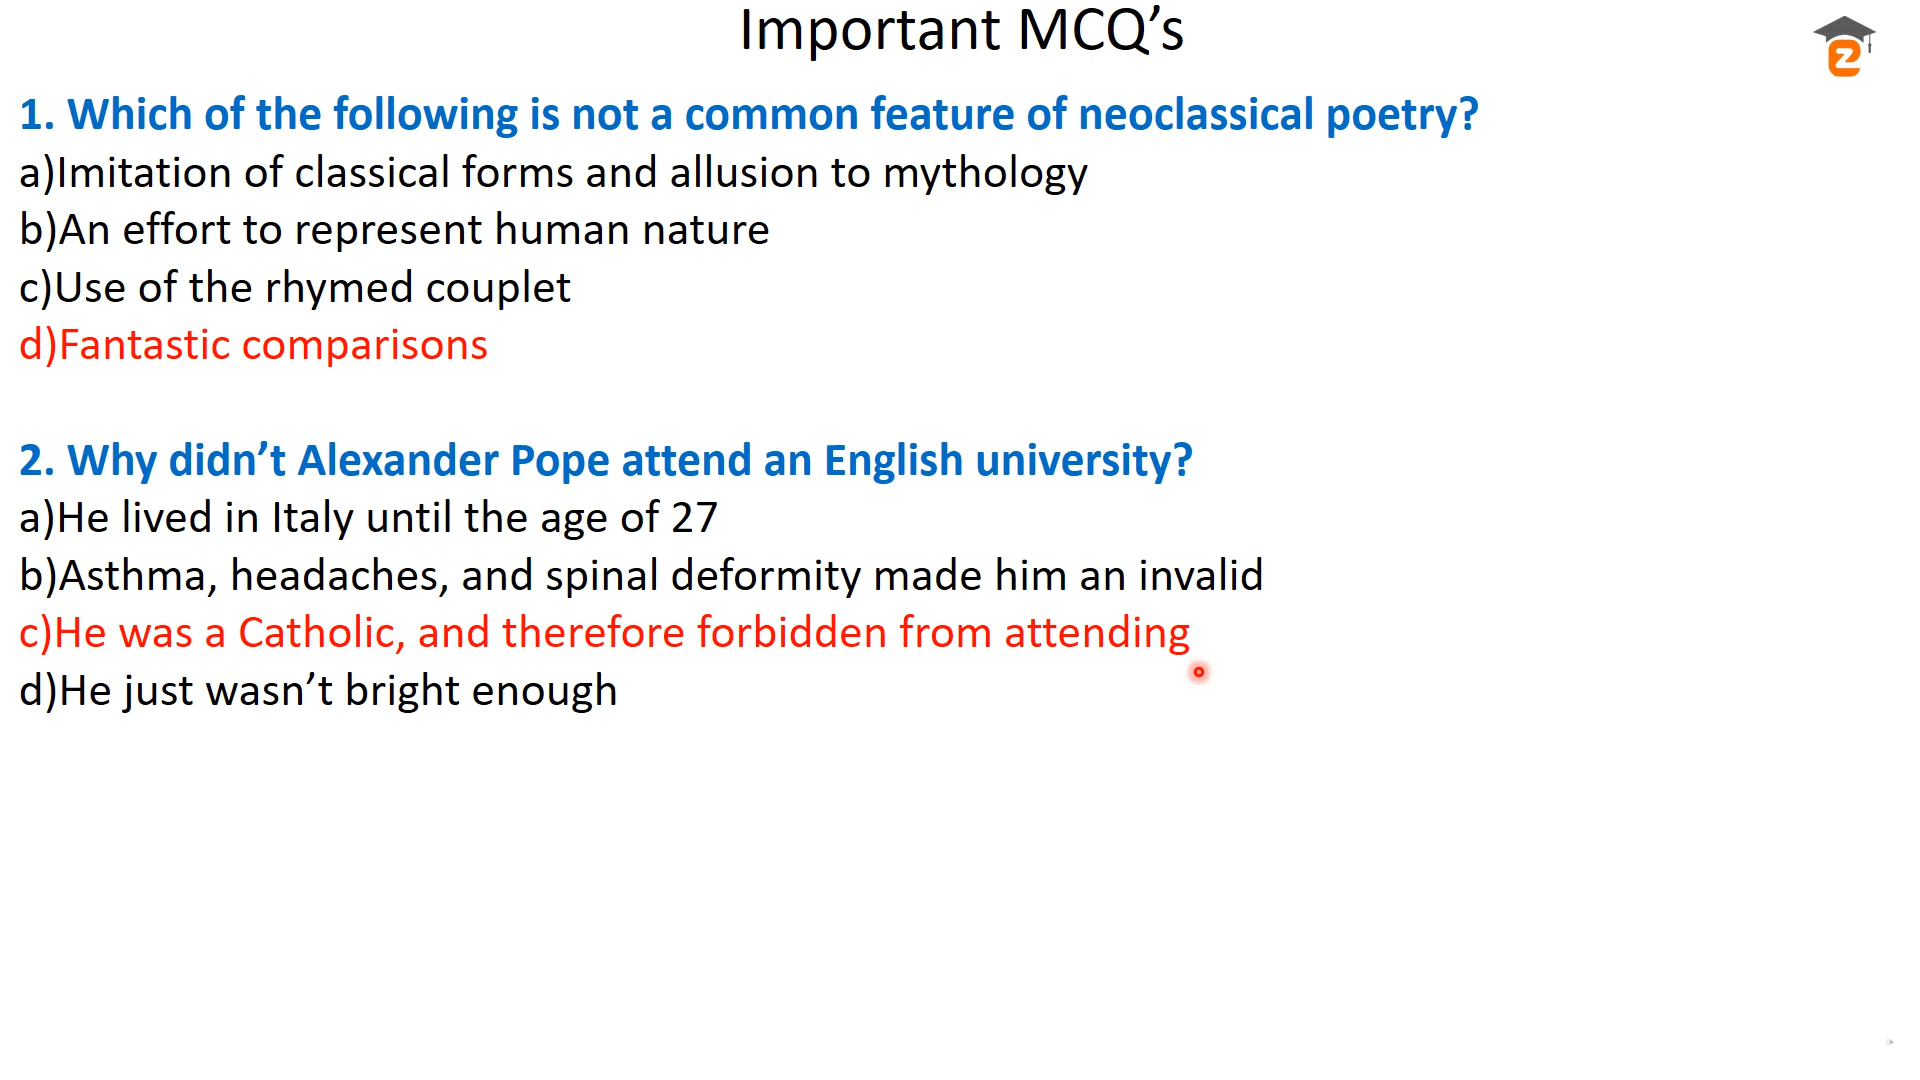 Important MCQ’s
1. Which of the following is not a common feature of neoclassical poetry?
a)Imitation of classical forms and allusion to mythology
b)An effort to represent human nature
c)Use of the rhymed couplet
d)Fantastic comparisons
2. Why didn’t Alexander Pope attend an English university?
a)He lived in Italy until the age of 27
b)Asthma, headaches, and spinal deformity made him an invalid
c)He was a Catholic, and therefore forbidden from attending
d)He just wasn’t bright enough